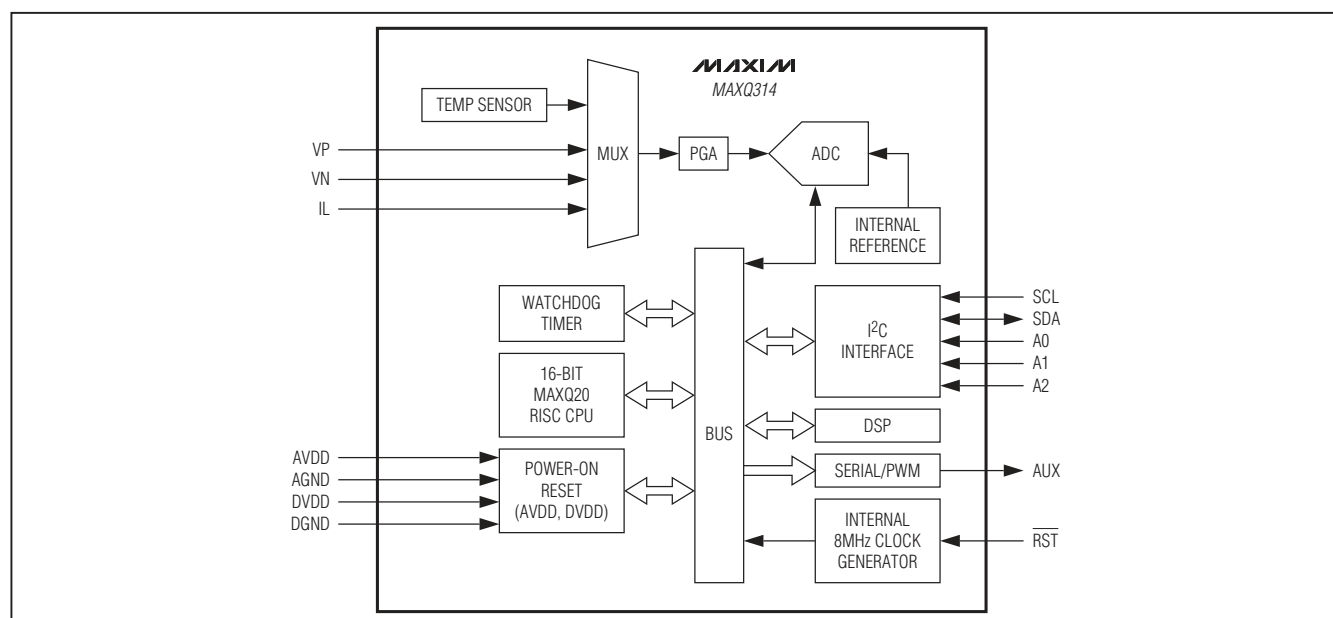 MAXIM
MAXQ314
TEMP SENSOR
VP
VN
IL
MUX
PGA
ADC
INTERNAL
REFERENCE
WATCHDOG
TIMER
16-BIT
MAXQ20
RISC CPU
POWER-ON
RESET
(AVDD, DVDD)
AVDD
AGND
DVDD
DGND
BUS
I²C
INTERFACE
SCL
SDA
A0
A1
A2
DSP
SERIAL/PWM
AUX
INTERNAL
8MHz CLOCK
GENERATOR
RST